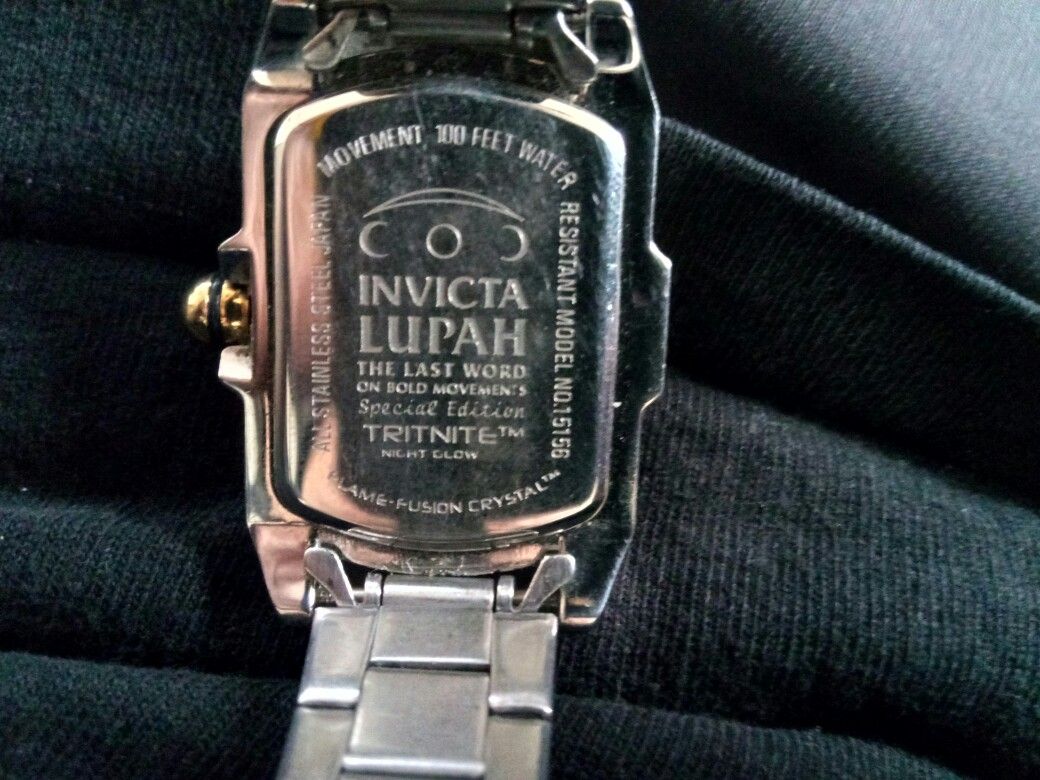 ALL STAINLESS STEEL JAPAN MOVEMENT 100 FEET WATER RESISTANT MODEL NO.15156
INVICTA
LUPAH
THE LAST WORD
ON BOLD MOVEMENTS
Special Edition
TRITNITE™
NIGHT GLOW
FLAME-FUSION CRYSTAL™